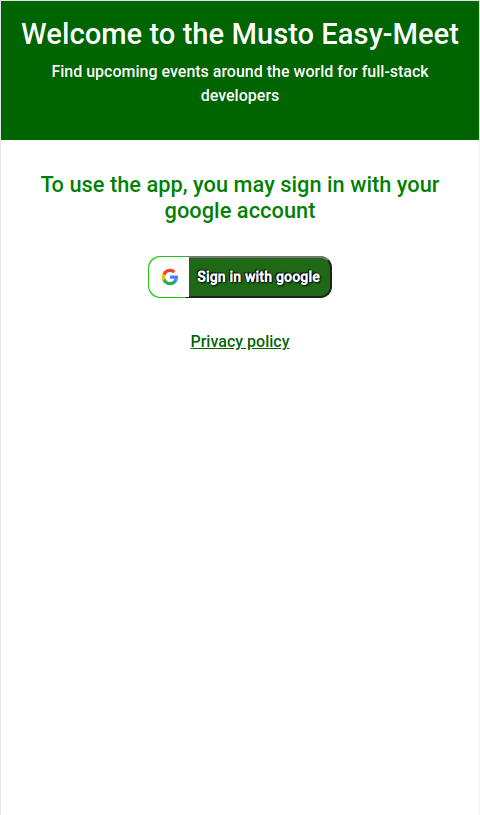 Welcome to the Musto Easy-Meet
Find upcoming events around the world for full-stack
developers
To use the app, you may sign in with your
google account
Sign in with google
Privacy policy